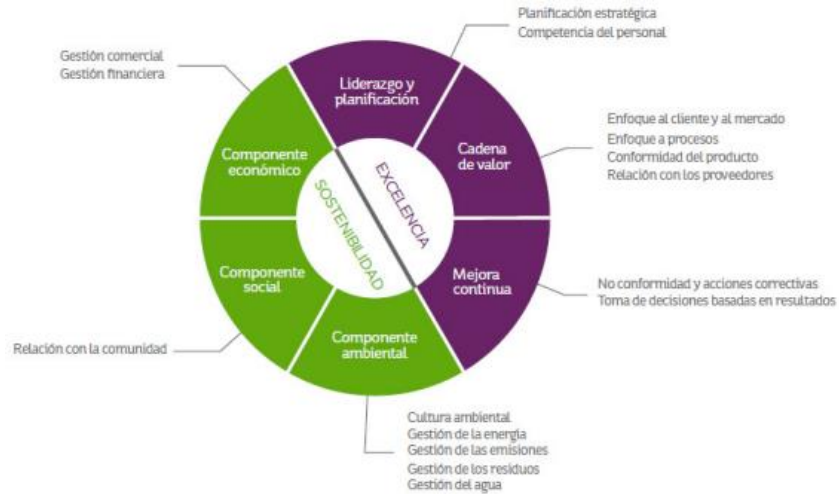 Planificación estratégica
Competencia del personal
Gestión comercial
Gestión financiera
Liderazgo y
planificación
Enfoque al cliente y al mercado
Enfoque a procesos
Conformidad del producto
Relación con los proveedores
Cadena
de valor
Componente
económico
EXCELENCIA
SOSTENIBILIDAD
Componente
social
Mejora
continua
No conformidad y acciones correctivas
Toma de decisiones basadas en resultados
Componente
ambiental
Relación con la comunidad
Cultura ambiental
Gestión de la energía
Gestión de las emisiones
Gestión de los residuos
Gestión del agua